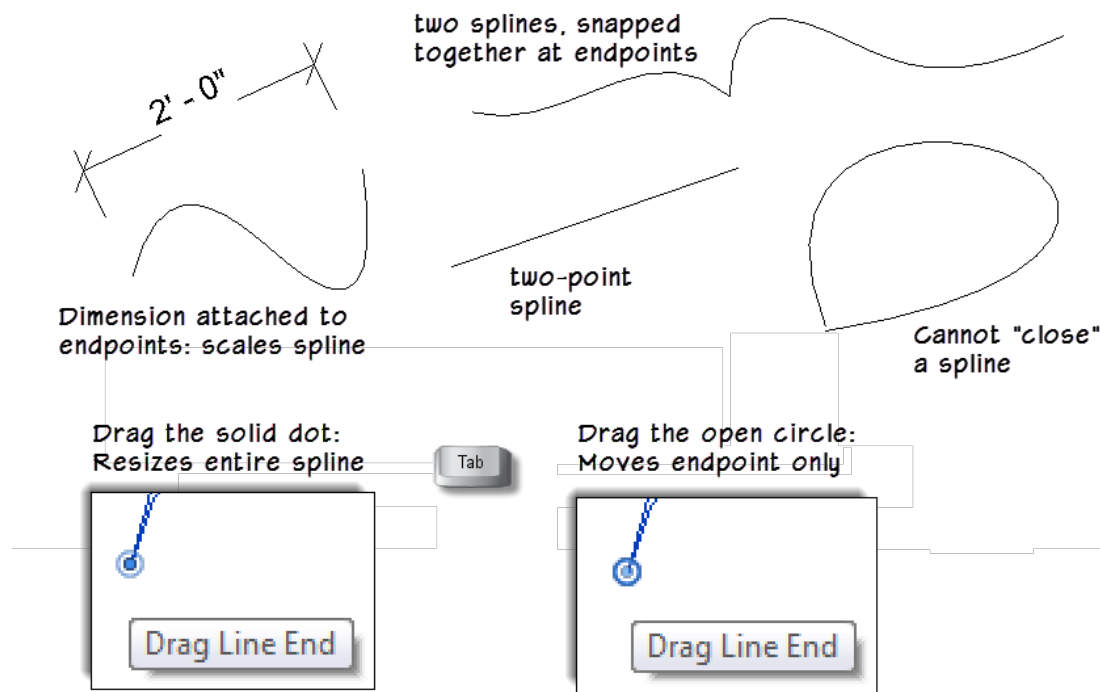 two splines, snapped
together at endpoints
2' - 0"
two-point
spline
Dimension attached to
endpoints: scales spline
Cannot "close"
a spline
Drag the solid dot:
Resizes entire spline
Tab
Drag the open circle:
Moves endpoint only
Drag Line End
Drag Line End